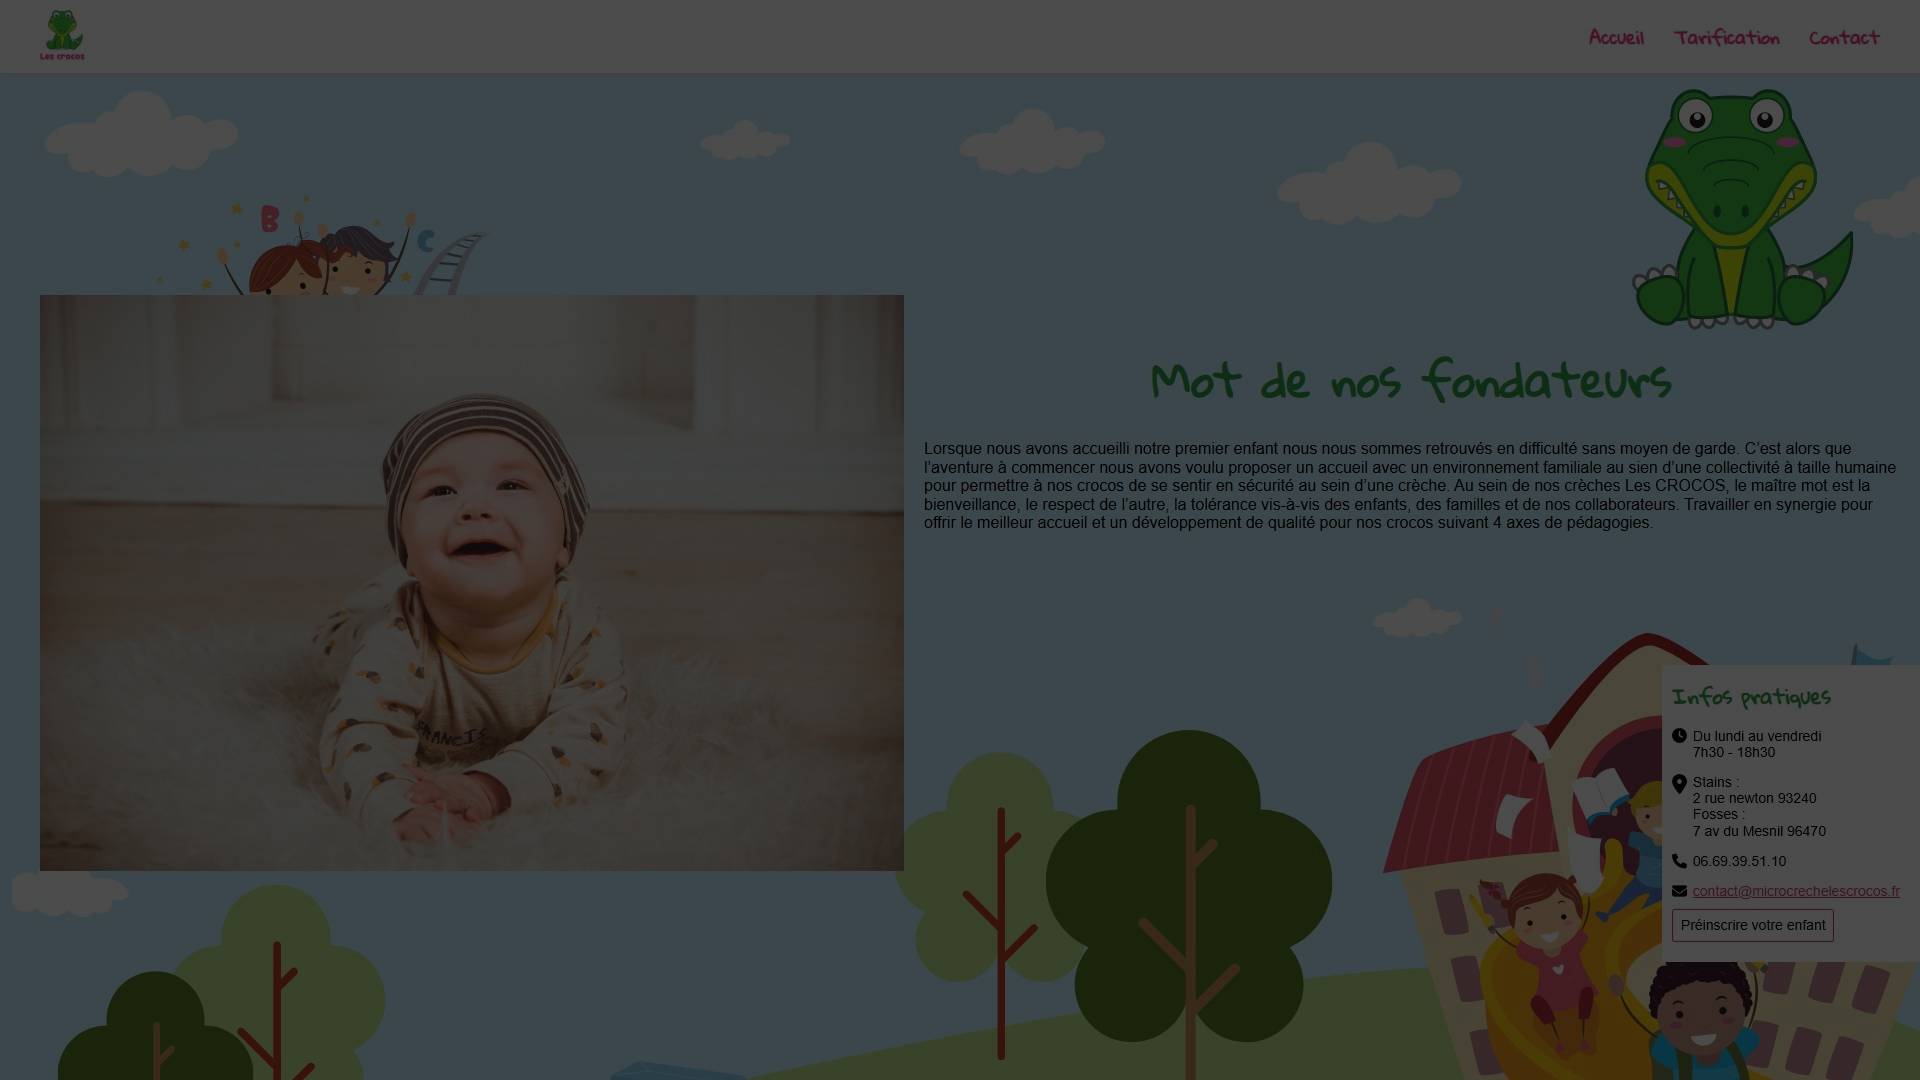 Les crocos
Accueil Tarification Contact
B
C
Mot de nos fondateurs
Lorsque nous avons accueilli notre premier enfant nous nous sommes retrouvés en difficulté sans moyen de garde. C’est alors que
l’aventure à commencer nous avons voulu proposer un accueil avec un environnement familiale au sien d’une collectivité à taille humaine
pour permettre à nos crocos de se sentir en sécurité au sein d’une crèche. Au sein de nos crèches Les CROCOS, le maître mot est la
bienveillance, le respect de l’autre, la tolérance vis-à-vis des enfants, des familles et de nos collaborateurs. Travailler en synergie pour
offrir le meilleur accueil et un développement de qualité pour nos crocos suivant 4 axes de pédagogies.
FRANCIS
Infos pratiques
Du lundi au vendredi
7h30 - 18h30
Stains :
2 rue newton 93240
Fosses :
7 av du Mesnil 96470
06.69.39.51.10
contact@microcrechelescrocos.fr
Préinscrire votre enfant